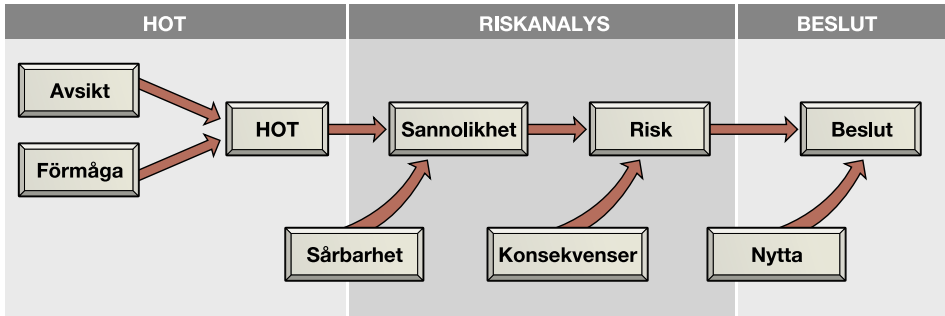 HOT
RISKANALYS
BESLUT
Avsikt
Förmåga
HOT
Sannolikhet
Risk
Beslut
Sårbarhet
Konsekvenser
Nytta